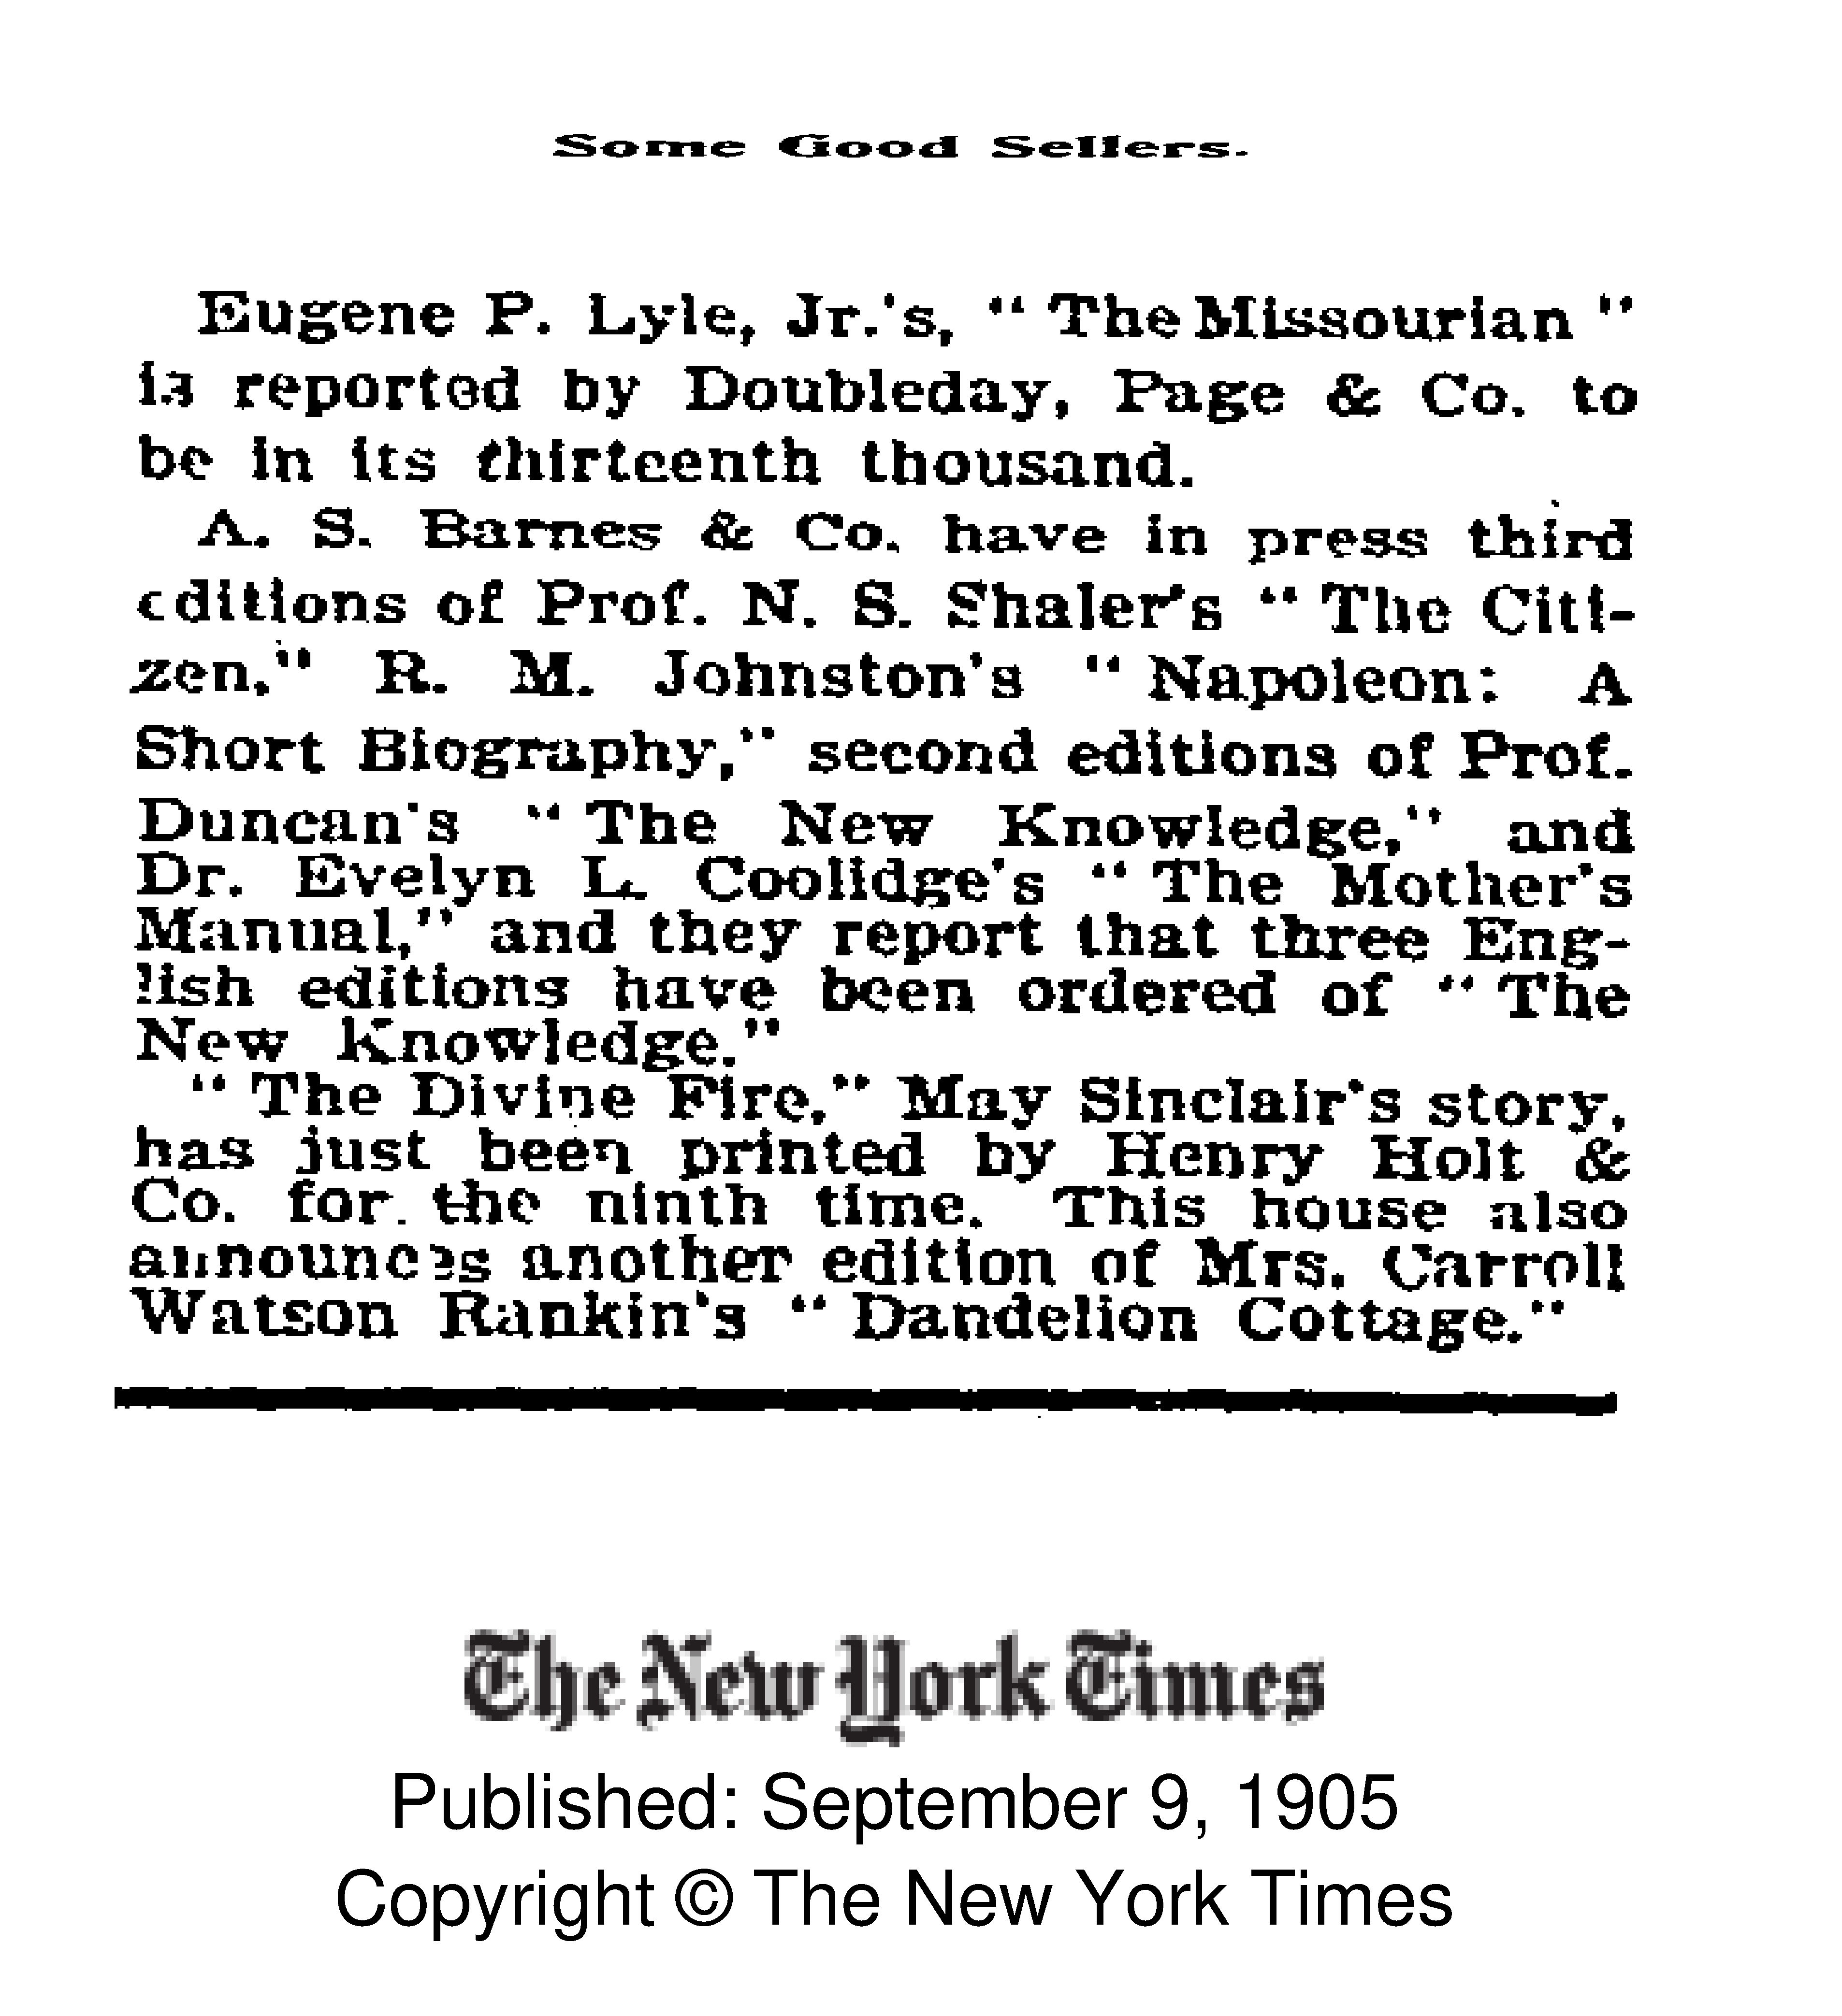 Some Good Sellers.
Eugene P. Lyle, Jr.'s, "The Missourian"
is reported by Doubleday, Page & Co. to
be in its thirteenth thousand.
A. S. Barnes & Co. have in press third
editions of Prof. N. S. Shaler's "The Citi-
zen," R. M. Johnston's "Napoleon: A
Short Biography," second editions of Prof.
Duncan's "The New Knowledge," and
Dr. Evelyn L. Coolidge's "The Mother's
Manual," and they report that three Eng-
lish editions have been ordered of "The
New Knowledge."
"The Divine Fire," May Sinclair's story,
has just been printed by Henry Holt &
Co. for the ninth time. This house also
announces another edition of Mrs. Carroll
Watson Rankin's "Dandelion Cottage."
The New York Times
Published: September 9, 1905
Copyright © The New York Times